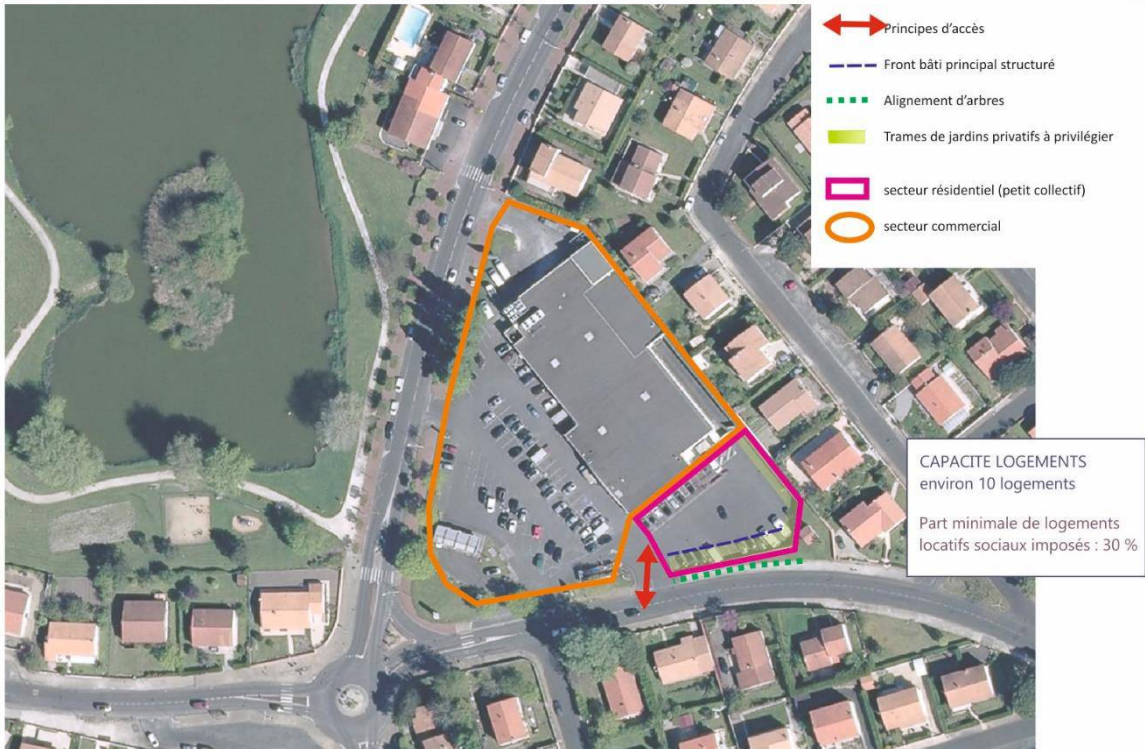 Principes d'accès
Front bâti principal structuré
Alignement d'arbres
Trames de jardins privatifs à privilégier
secteur résidentiel (petit collectif)
secteur commercial
CAPACITE LOGEMENTS
environ 10 logements
Part minimale de logements
locatifs sociaux imposés : 30 %